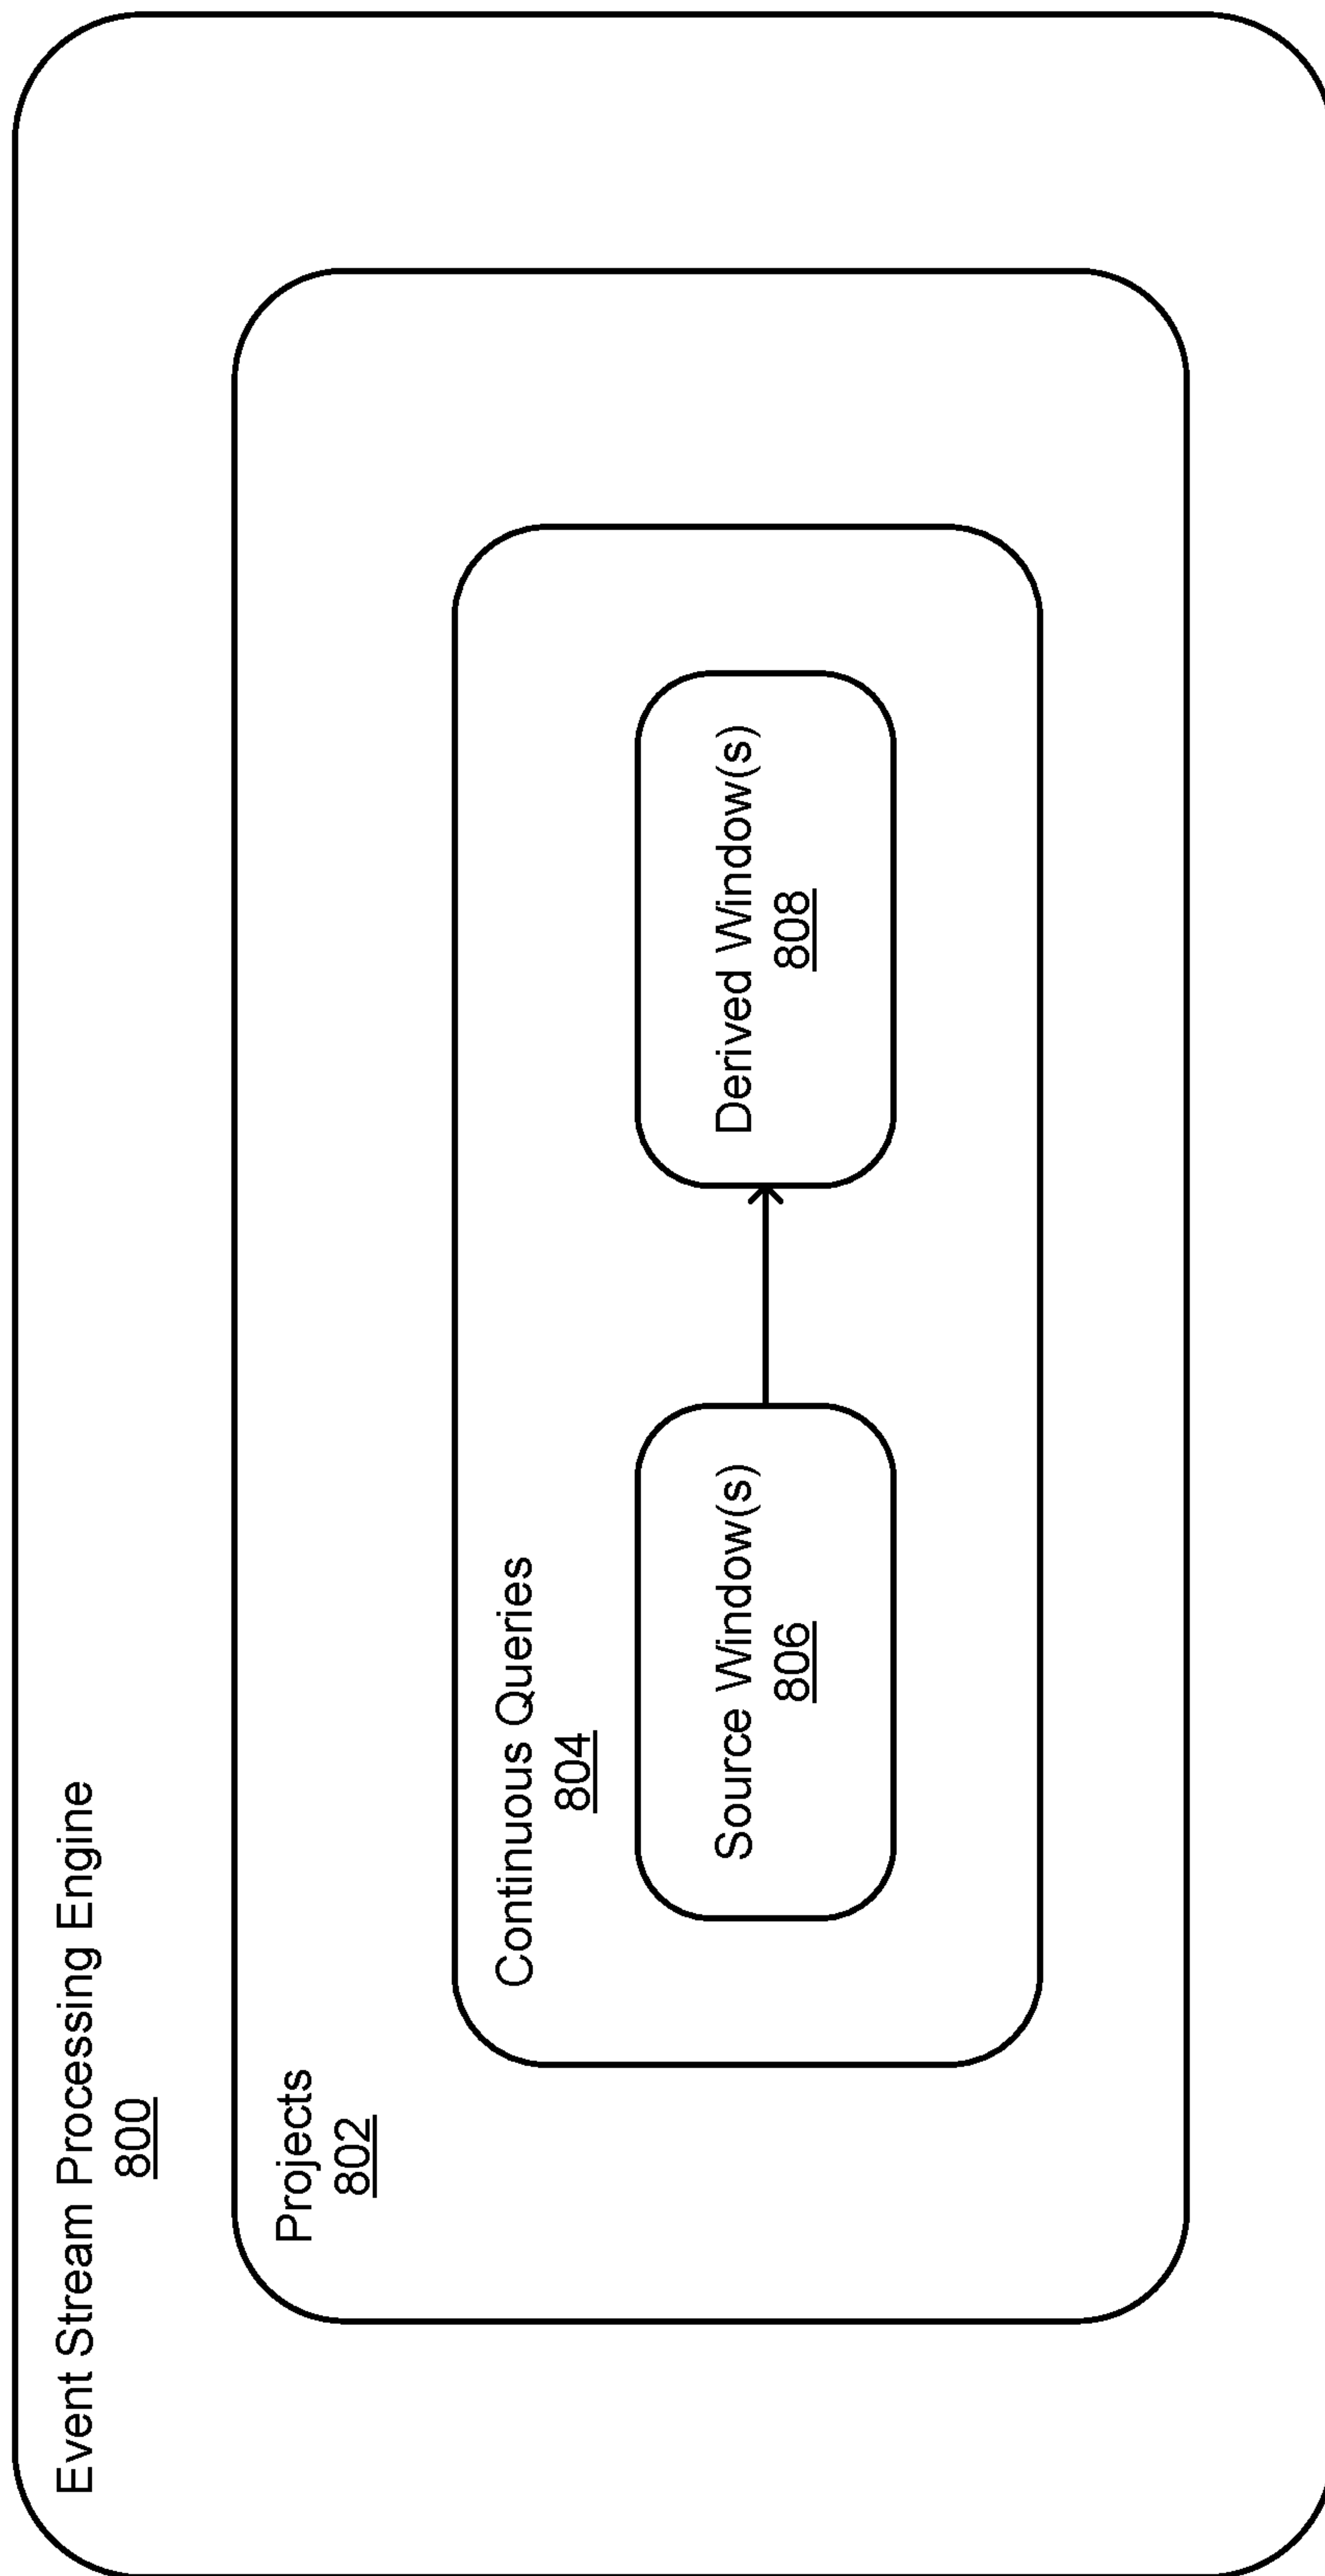 Event Stream Processing Engine
800
Projects
802
Continuous Queries
804
Source Window(s)
806
Derived Window(s)
808